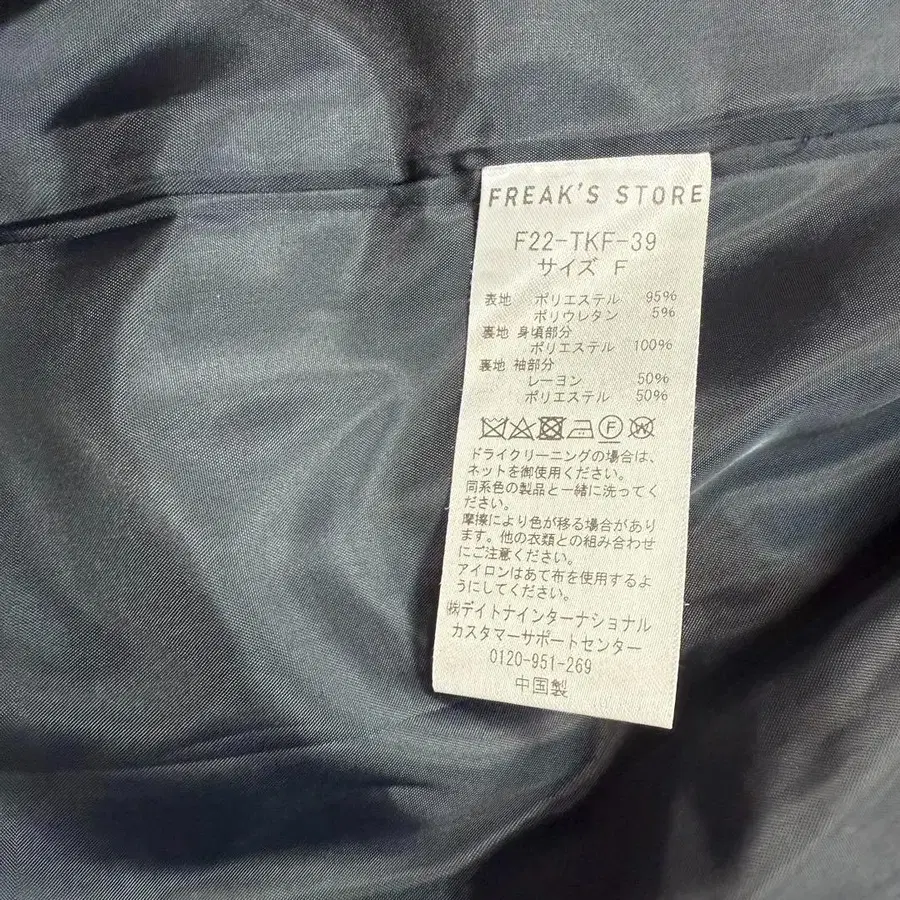 FREAK'S STORE
F22-TKF-39
サイズ F
表地 ポリエステル 95%
ポリウレタン 5%
裏地 身頃部分
ポリエステル 100%
裏地 袖部分
レーヨン 50%
ポリエステル 50%
F W
ドライクリーニングの場合は、
ネットを御使用ください。
同系色の製品と一緒に洗ってく
ださい。
摩擦により色が移る場合があり
ます。他の衣類との組み合わせ
にご注意ください。
アイロンはあて布を使用するよ
うにしてください。
㈱デイトナインターナショナル
カスタマーサポートセンター
0120-951-269
中国製